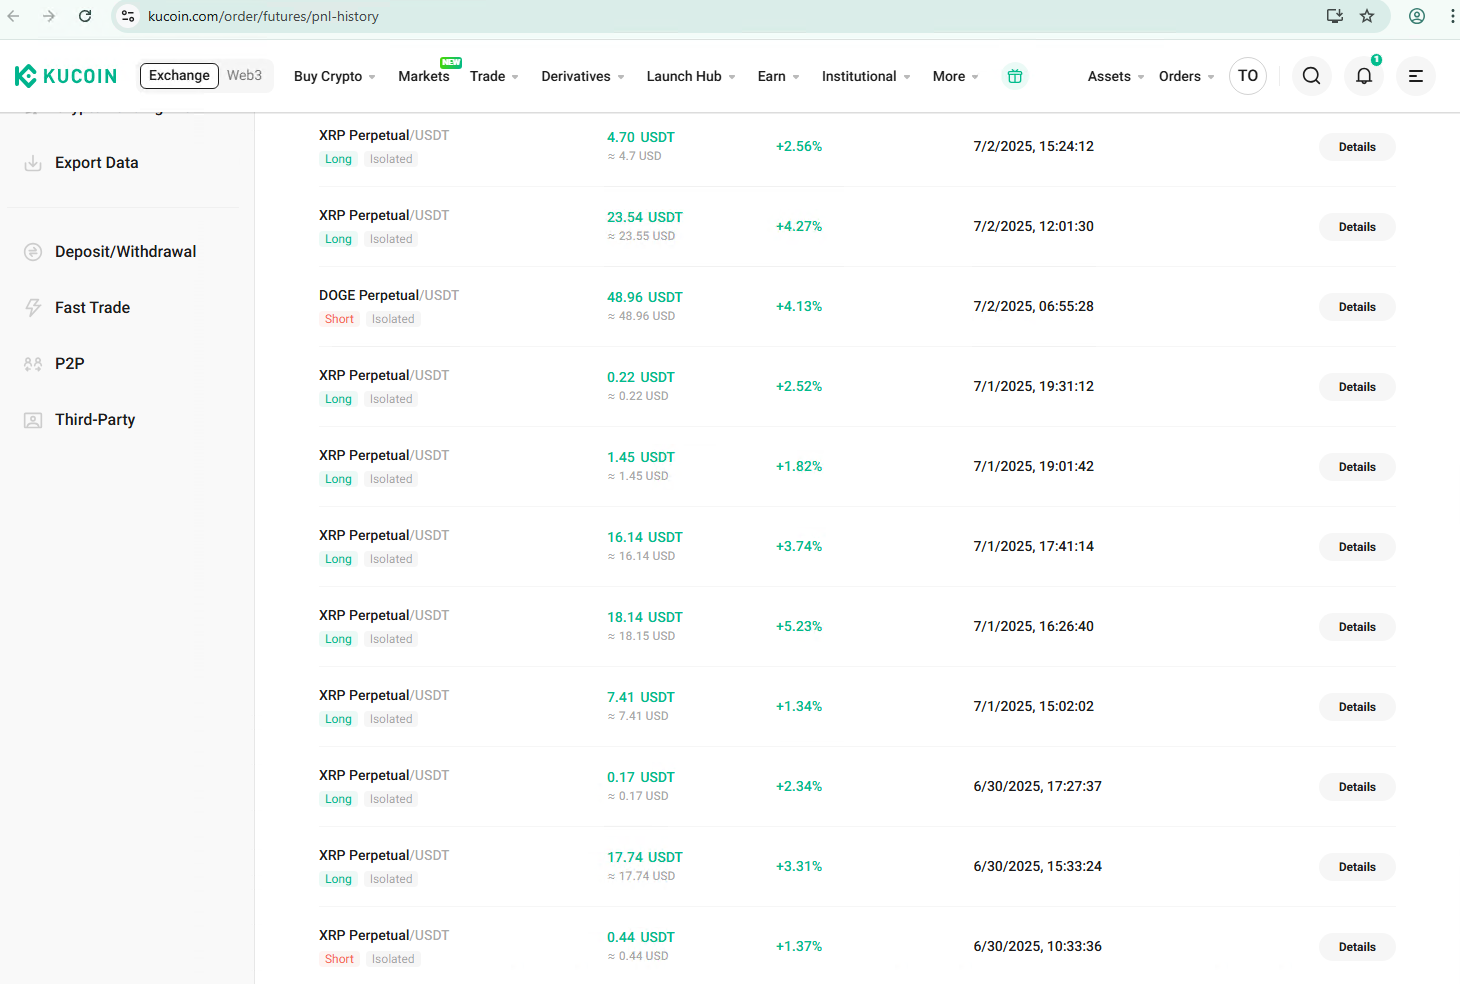 kucoin.com/order/futures/pnl-history
KUCOIN Exchange Web3 Buy Crypto Markets NEW Trade Derivatives Launch Hub Earn Institutional More Assets Orders TO 1
Export Data
Deposit/Withdrawal
Fast Trade
P2P
Third-Party
XRP Perpetual/USDT 4.70 USDT +2.56% 7/2/2025, 15:24:12 Details
Long Isolated ≈ 4.7 USD
XRP Perpetual/USDT 23.54 USDT +4.27% 7/2/2025, 12:01:30 Details
Long Isolated ≈ 23.55 USD
DOGE Perpetual/USDT 48.96 USDT +4.13% 7/2/2025, 06:55:28 Details
Short Isolated ≈ 48.96 USD
XRP Perpetual/USDT 0.22 USDT +2.52% 7/1/2025, 19:31:12 Details
Long Isolated ≈ 0.22 USD
XRP Perpetual/USDT 1.45 USDT +1.82% 7/1/2025, 19:01:42 Details
Long Isolated ≈ 1.45 USD
XRP Perpetual/USDT 16.14 USDT +3.74% 7/1/2025, 17:41:14 Details
Long Isolated ≈ 16.14 USD
XRP Perpetual/USDT 18.14 USDT +5.23% 7/1/2025, 16:26:40 Details
Long Isolated ≈ 18.15 USD
XRP Perpetual/USDT 7.41 USDT +1.34% 7/1/2025, 15:02:02 Details
Long Isolated ≈ 7.41 USD
XRP Perpetual/USDT 0.17 USDT +2.34% 6/30/2025, 17:27:37 Details
Long Isolated ≈ 0.17 USD
XRP Perpetual/USDT 17.74 USDT +3.31% 6/30/2025, 15:33:24 Details
Long Isolated ≈ 17.74 USD
XRP Perpetual/USDT 0.44 USDT +1.37% 6/30/2025, 10:33:36 Details
Short Isolated ≈ 0.44 USD